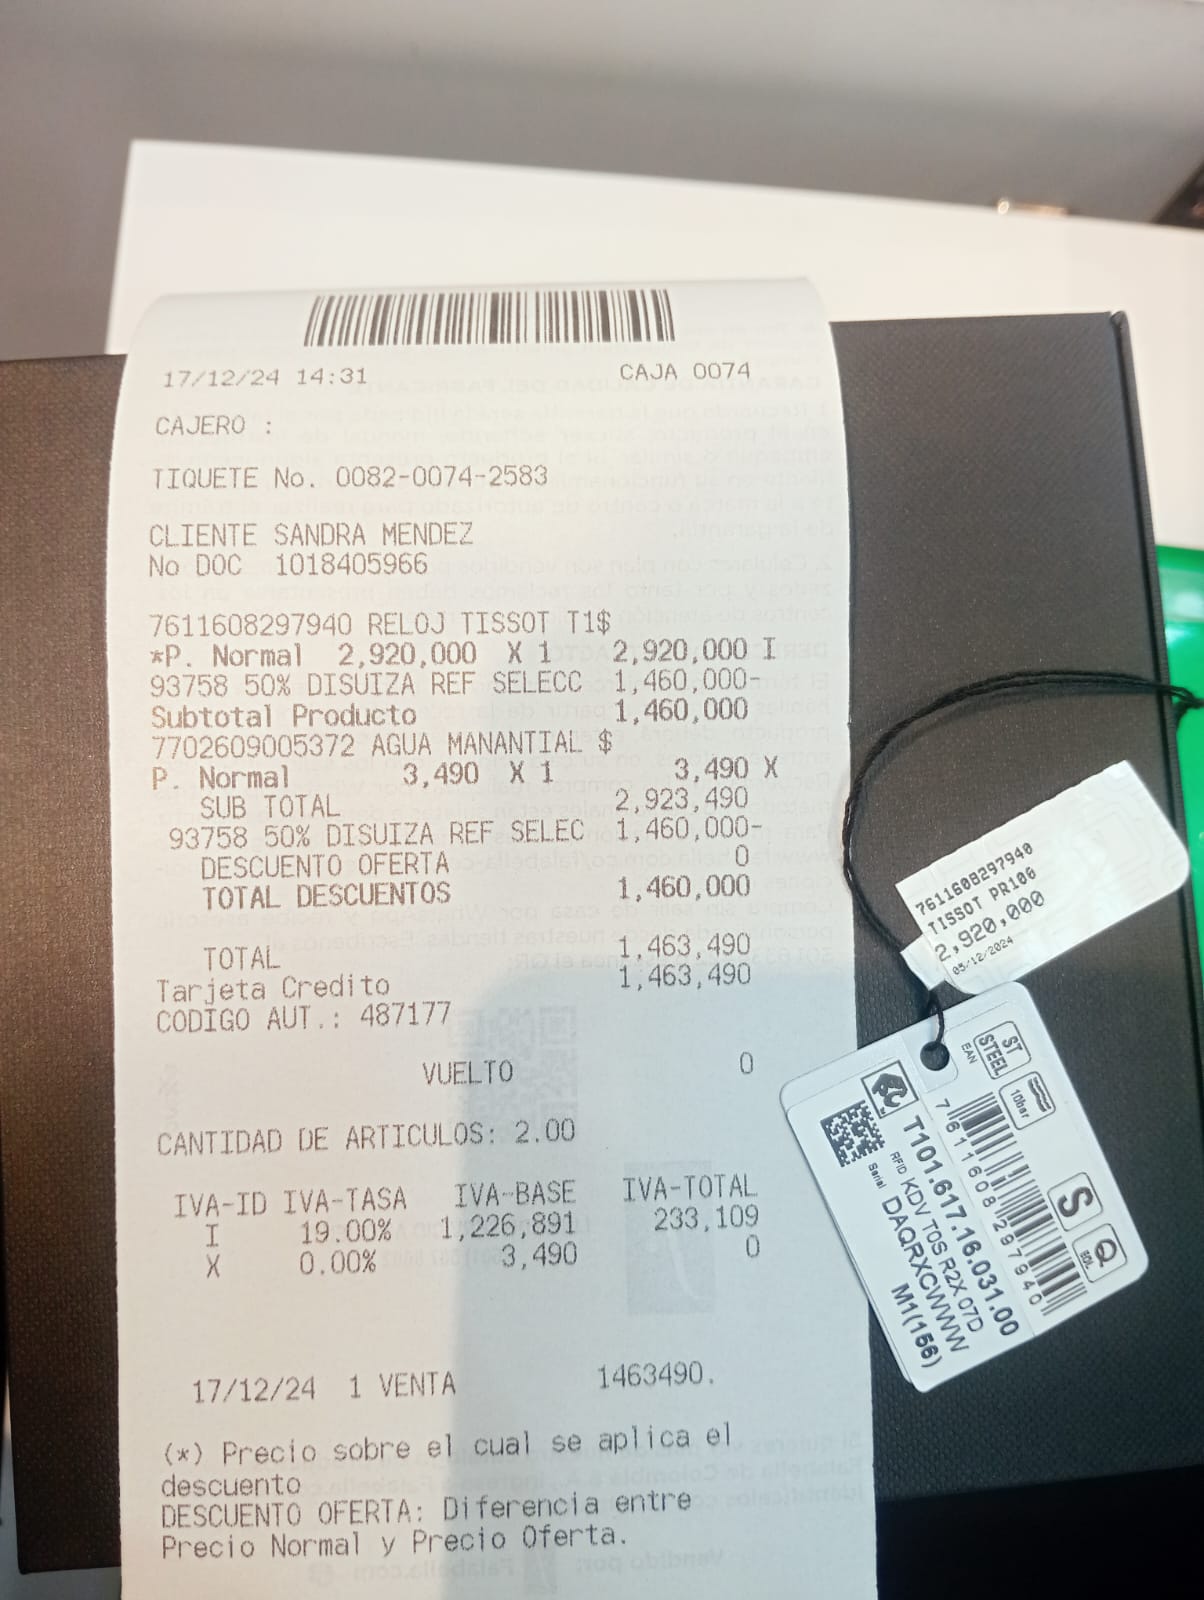 17/12/24 14:31 CAJA 0074
CAJERO :
TIQUETE No. 0082-0074-2583
CLIENTE SANDRA MENDEZ
No DOC 1018405966
7611608297940 RELOJ TISSOT T1$
*P. Normal 2,920,000 X 1 2,920,000 I
93758 50% DISUIZA REF SELECC 1,460,000-
Subtotal Producto 1,460,000
7702609005372 AGUA MANANTIAL $
P. Normal 3,490 X 1 3,490 X
SUB TOTAL 2,923,490
93758 50% DISUIZA REF SELEC 1,460,000-
DESCUENTO OFERTA 0
TOTAL DESCUENTOS 1,460,000
TOTAL 1,463,490
Tarjeta Credito 1,463,490
CODIGO AUT.: 487177
VUELTO 0
CANTIDAD DE ARTICULOS: 2.00
IVA-ID IVA-TASA IVA-BASE IVA-TOTAL
I 19.00% 1,226,891 233,109
X 0.00% 3,490 0
17/12/24 1 VENTA 1463490.
(*) Precio sobre el cual se aplica el
descuento
DESCUENTO OFERTA: Diferencia entre
Precio Normal y Precio Oferta.
7611608297940
TISSOT PR100
2,920,000
05/12/2024
ST
STEEL
EAN
10bar
7 611608 297940
S
Q
EOL
T101.617.16.031.00
RFID KDV T0S R2X 07D
Serial DAQRXCWWW
M1(156)